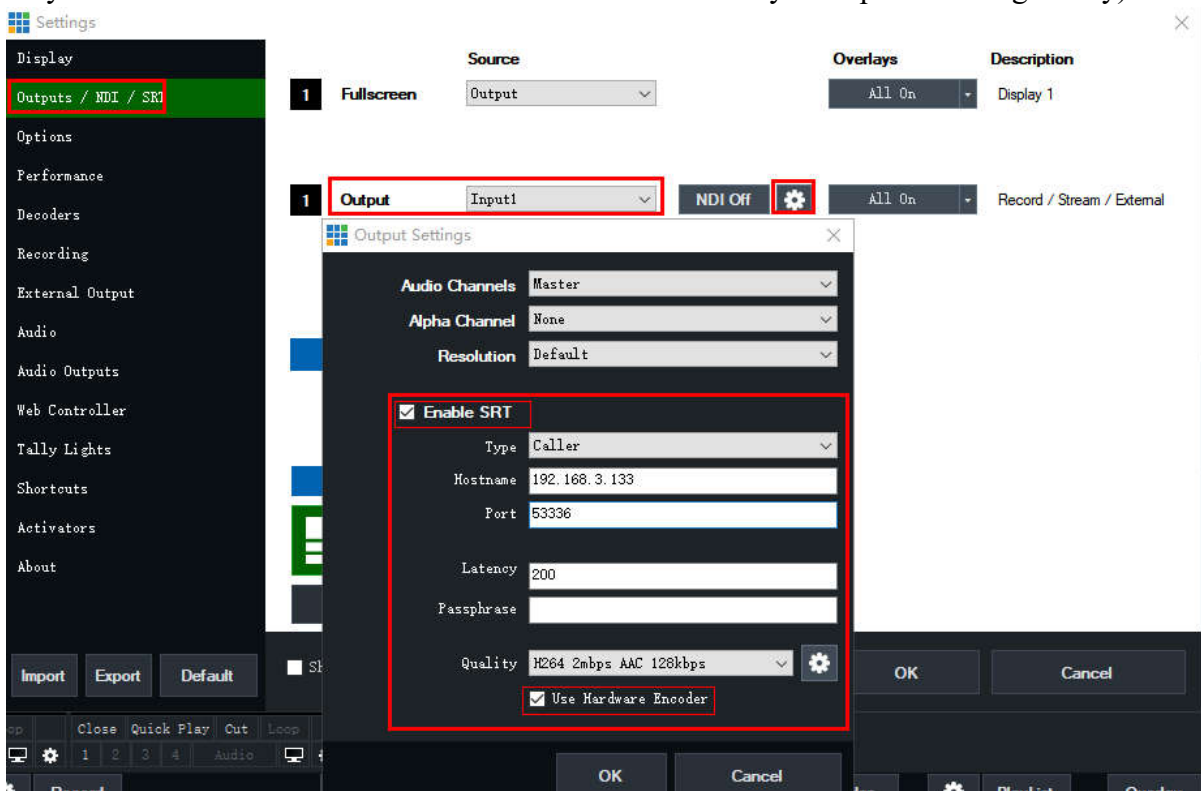 Settings
Display
Source
Overlays
Description
Outputs / NDI / SRT
1 Fullscreen Output All On Display 1
Options
Performance
1 Output Input1 NDI Off All On Record / Stream / External
Decoders
Output Settings
Recording
Audio Channels Master
External Output
Alpha Channel None
Audio
Resolution Default
Audio Outputs
Web Controller
Enable SRT
Tally Lights
Type Caller
Shortcuts
Hostname 192.168.3.133
Port 53336
Activators
About
Latency 200
Passphrase
Quality H264 2mbps AAC 128kbps
Import Export Default OK Cancel
Use Hardware Encoder
Close Quick Play Cut Loop
1 2 3 4 Audio
OK Cancel